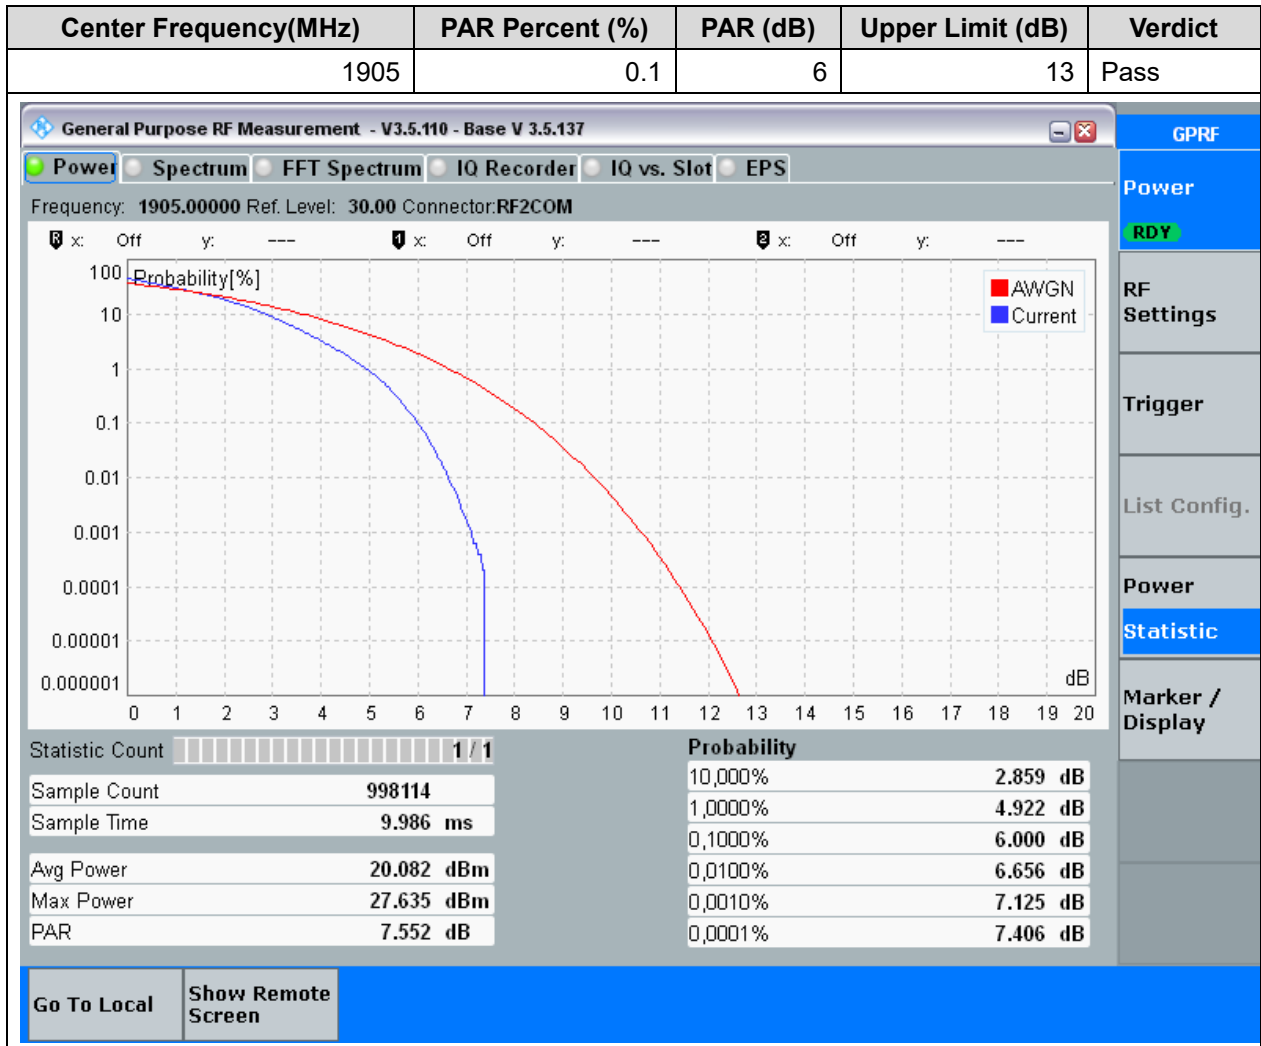 Center Frequency(MHz) PAR Percent (%) PAR (dB) Upper Limit (dB) Verdict
1905 0.1 6 13 Pass
General Purpose RF Measurement - V3.5.110 - Base V 3.5.137
GPRF
Power Spectrum FFT Spectrum IQ Recorder IQ vs. Slot EPS
Power
RDY
Frequency: 1905.00000 Ref. Level: 30.00 Connector:RF2COM
R x: Off y: --- 1 x: Off y: --- 2 x: Off y: ---
Probability[%]
AWGN
Current
100
10
1
0.1
0.01
0.001
0.0001
0.00001
0.000001
dB
0 1 2 3 4 5 6 7 8 9 10 11 12 13 14 15 16 17 18 19 20
RF
Settings
Trigger
List Config.
Power
Statistic
Marker /
Display
Statistic Count 1 / 1
Sample Count 998114
Sample Time 9.986 ms
Avg Power 20.082 dBm
Max Power 27.635 dBm
PAR 7.552 dB
Probability
10,000% 2.859 dB
1,0000% 4.922 dB
0,1000% 6.000 dB
0,0100% 6.656 dB
0,0010% 7.125 dB
0,0001% 7.406 dB
Go To Local
Show Remote
Screen